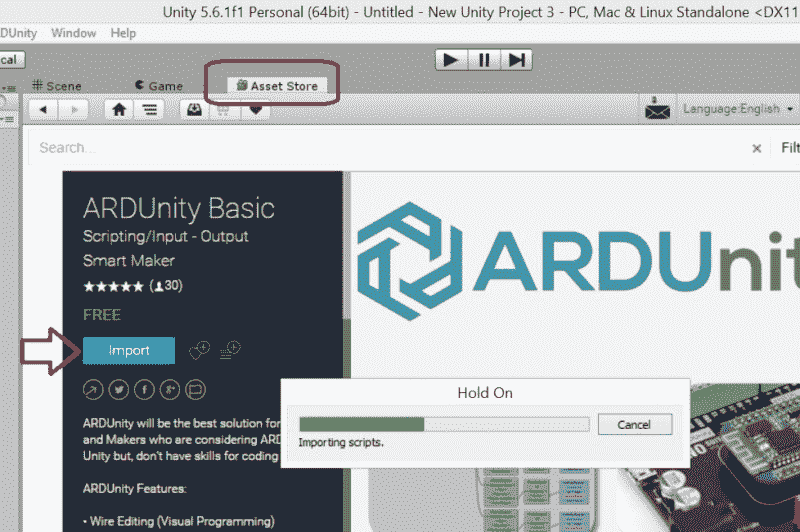 Unity 5.6.1f1 Personal (64bit) - Untitled - New Unity Project 3 - PC, Mac & Linux Standalone <DX11
DUnity Window Help
cal
Scene Game Asset Store
Language:English
Search...
Filt
ARDUnity Basic
Scripting/Input - Output
Smart Maker
★★★★★ (30)
FREE
Import
ARDUnit
Hold On
Cancel
Importing scripts.
ARDUnity will be the best solution for
and Makers who are considering ARD
Unity but, don't have skills for coding
ARDUnity Features:
• Wire Editing (Visual Programming)